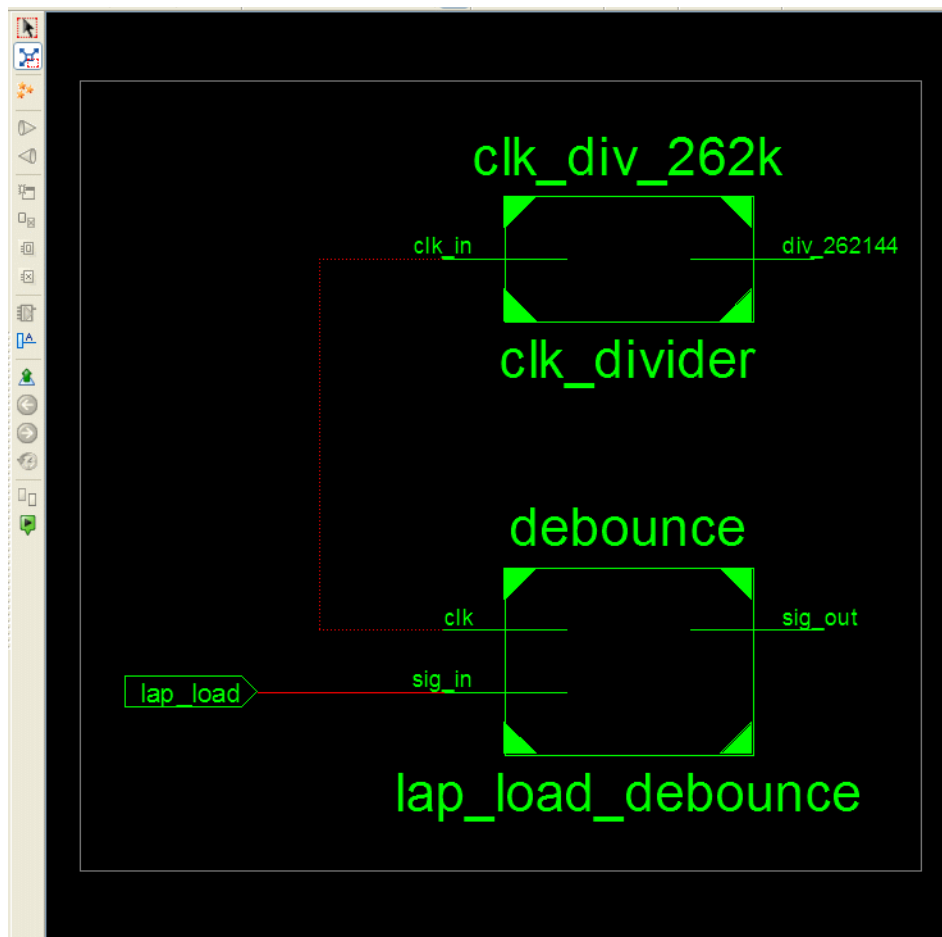 clk_div_262k
clk_in
div_262144
clk_divider
debounce
clk
sig_out
sig_in
lap_load
lap_load_debounce